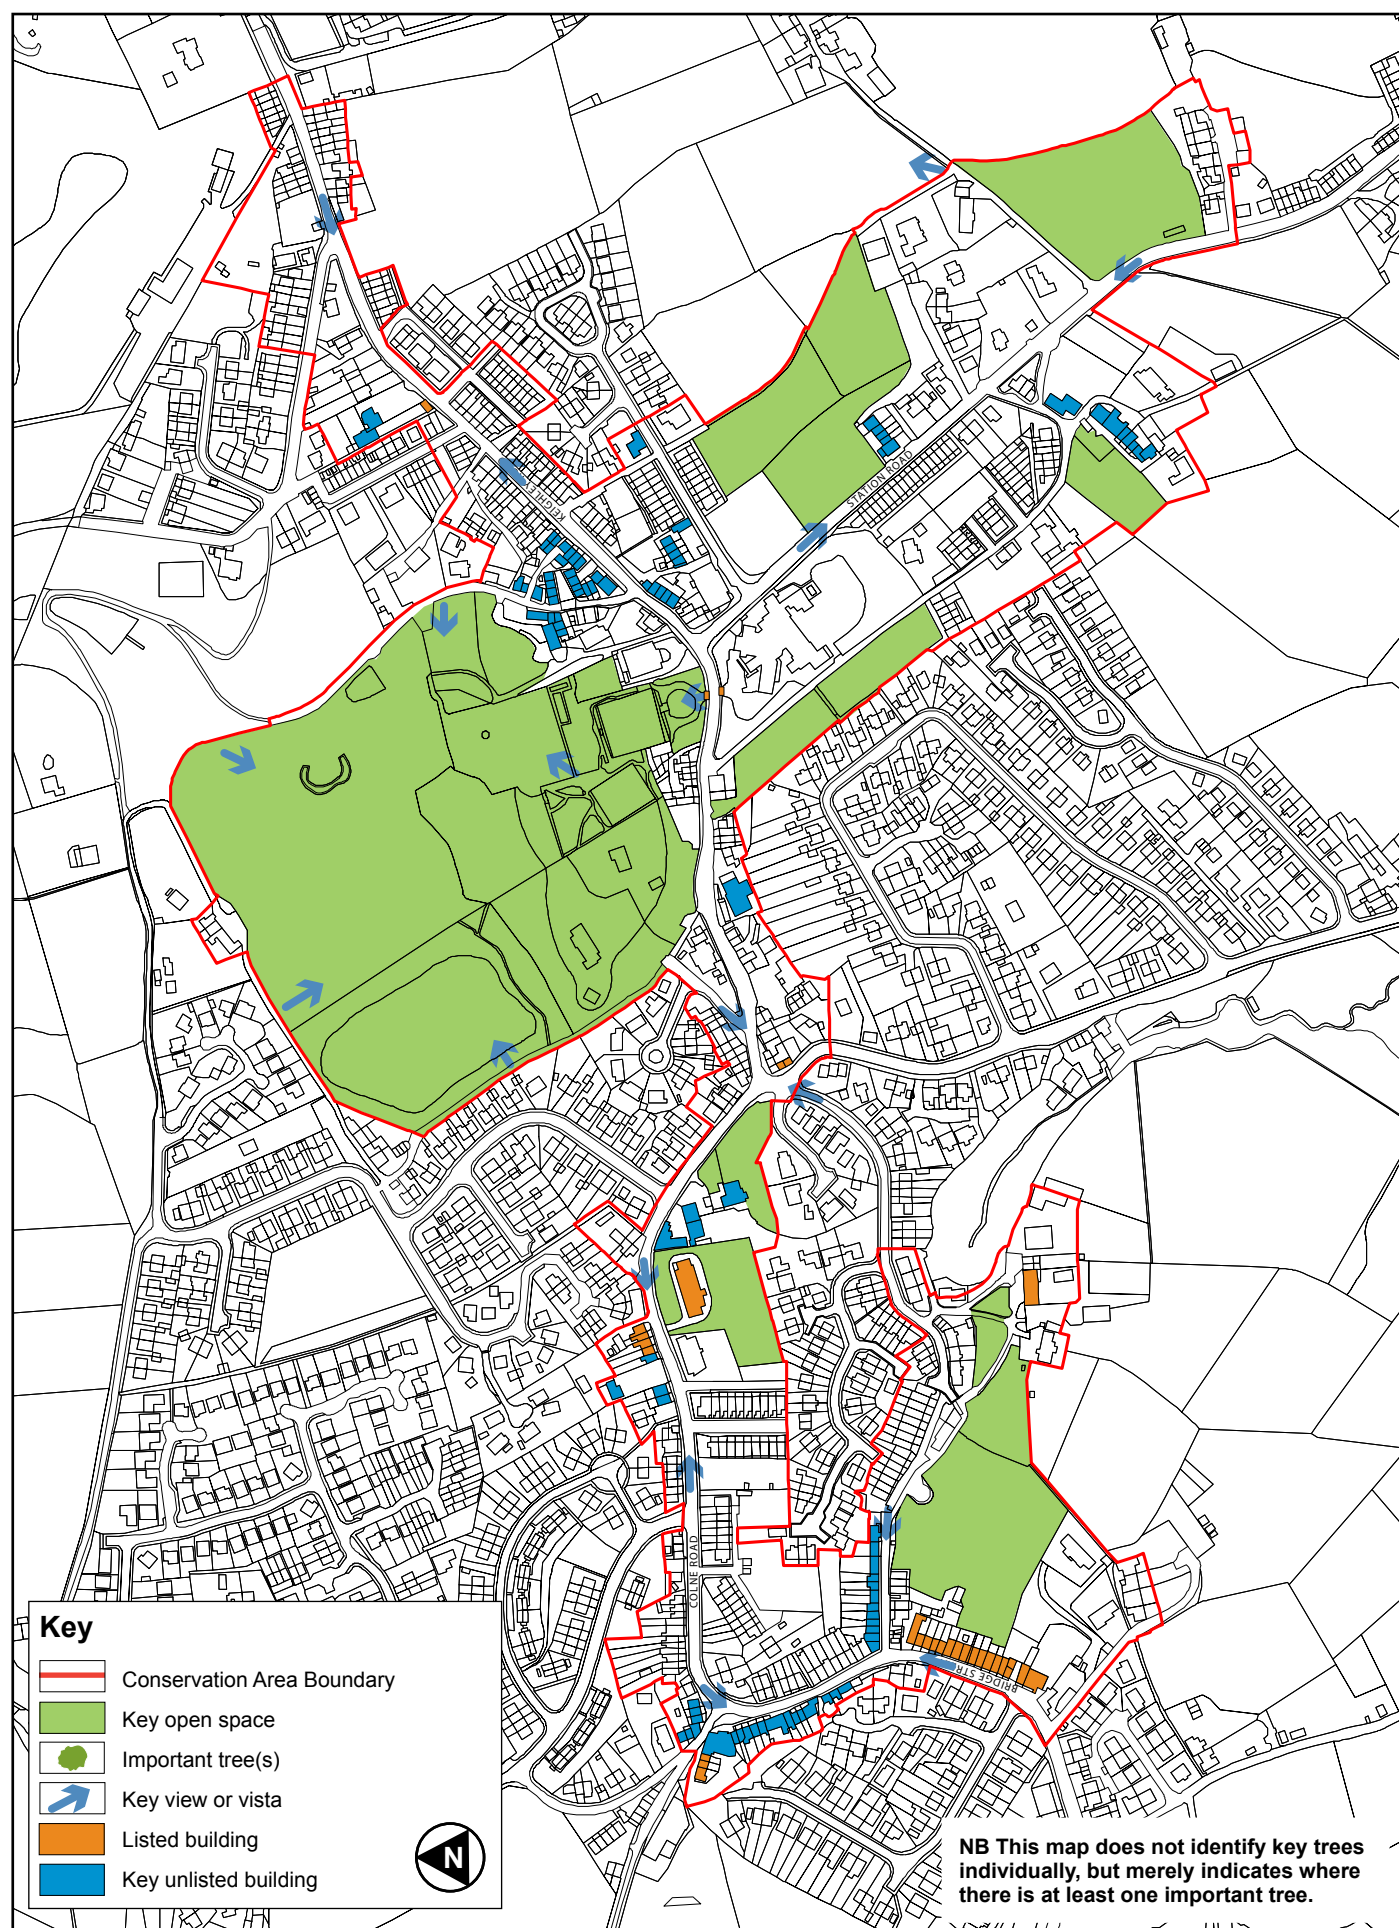 STATION ROAD
COLNE ROAD
Key
Conservation Area Boundary
Key open space
Important tree(s)
Key view or vista
Listed building
Key unlisted building
N
BRIDGE STR
NB This map does not identify key trees
individually, but merely indicates where
there is at least one important tree.